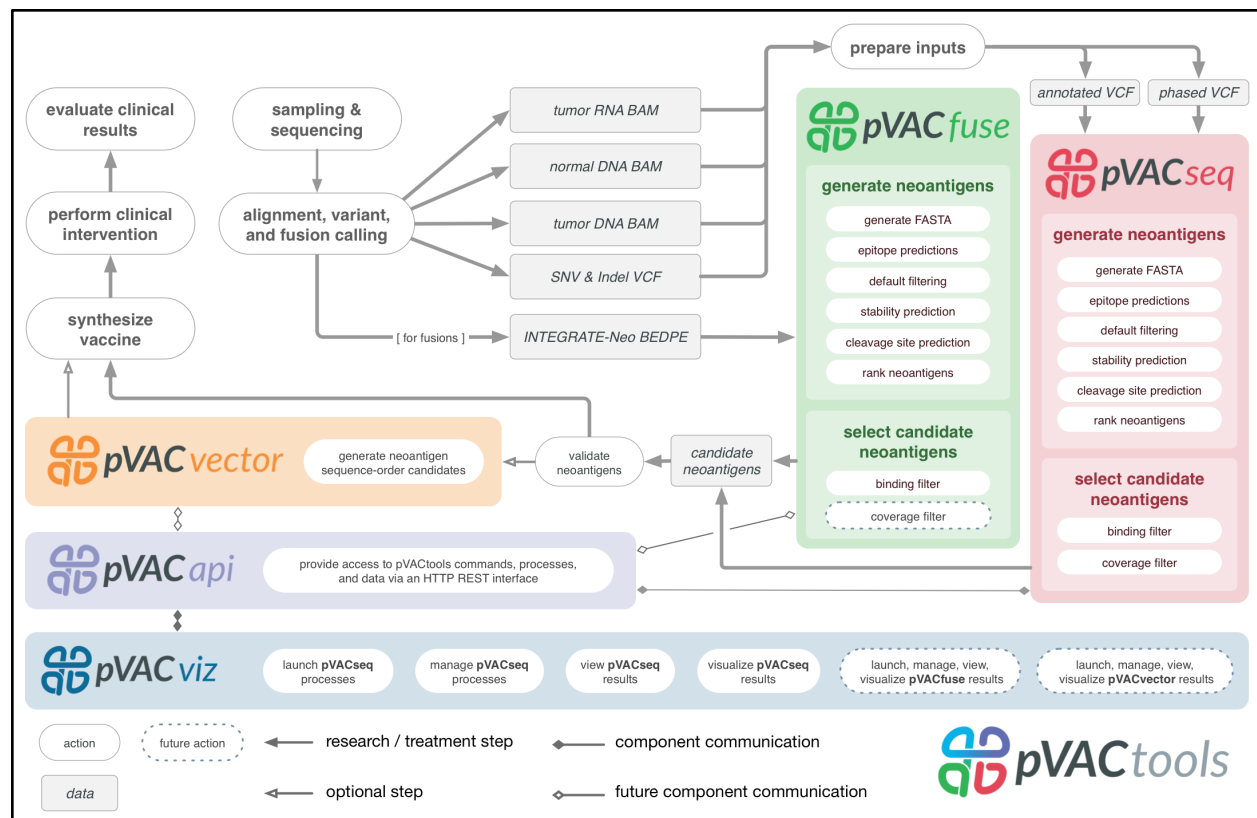 prepare inputs
evaluate clinical
results
sampling &
sequencing
tumor RNA BAM
annotated VCF
phased VCF
pVACfuse
normal DNA BAM
pVACseq
perform clinical
intervention
alignment, variant,
and fusion calling
tumor DNA BAM
SNV & Indel VCF
synthesize
vaccine
[ for fusions ]
INTEGRATE-Neo BEDPE
generate neoantigens
generate FASTA
epitope predictions
default filtering
stability prediction
cleavage site prediction
rank neoantigens
select candidate
neoantigens
binding filter
coverage filter
generate neoantigens
generate FASTA
epitope predictions
default filtering
stability prediction
cleavage site prediction
rank neoantigens
select candidate
neoantigens
binding filter
coverage filter
pVACvector
generate neoantigen
sequence-order candidates
validate
neoantigens
candidate
neoantigens
pVACapi
provide access to pVACtools commands, processes,
and data via an HTTP REST interface
pVACviz
launch pVACseq
processes
manage pVACseq
processes
view pVACseq
results
visualize pVACseq
results
launch, manage, view,
visualize pVACfuse results
launch, manage, view,
visualize pVACvector results
action
future action
research / treatment step
component communication
data
optional step
future component communication
pVACtools